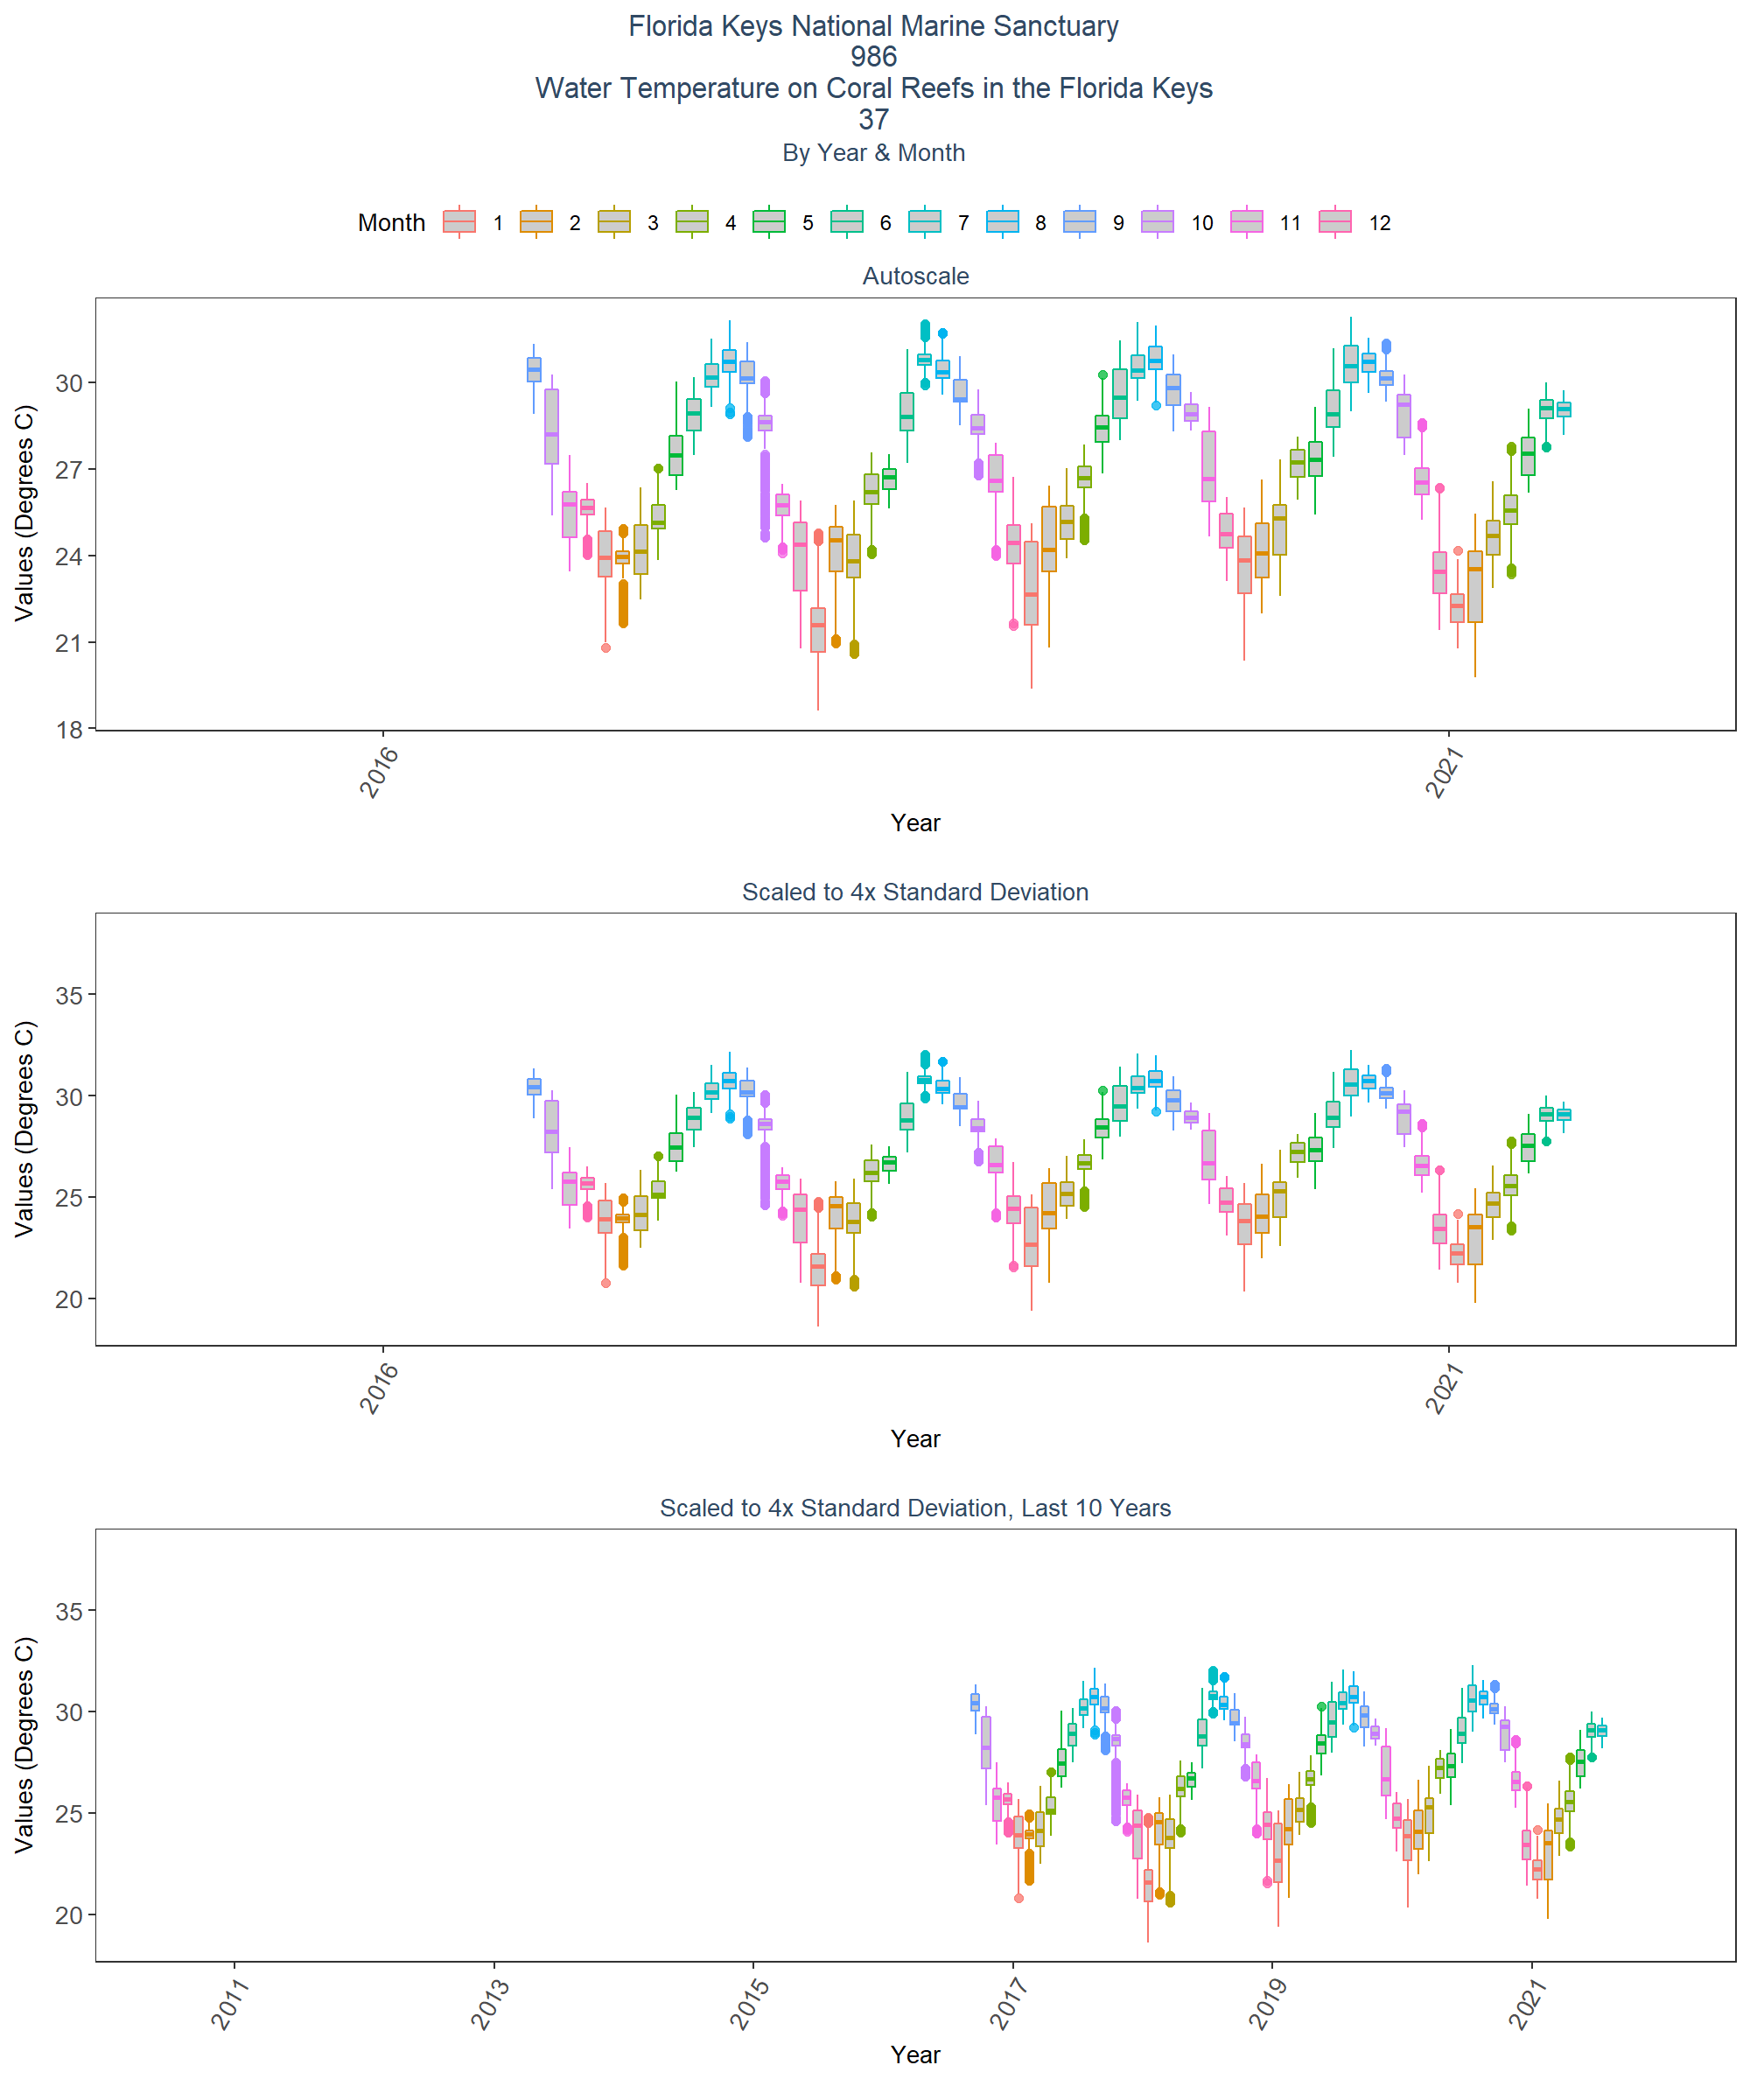 Florida Keys National Marine Sanctuary
986
Water Temperature on Coral Reefs in the Florida Keys
37
By Year & Month
Month 1 2 3 4 5 6 7 8 9 10 11 12
Autoscale
Values (Degrees C)
30
27
24
21
18
2016 2021
Year
Scaled to 4x Standard Deviation
Values (Degrees C)
35
30
25
20
2016 2021
Year
Scaled to 4x Standard Deviation, Last 10 Years
Values (Degrees C)
35
30
25
20
2011 2013 2015 2017 2019 2021
Year